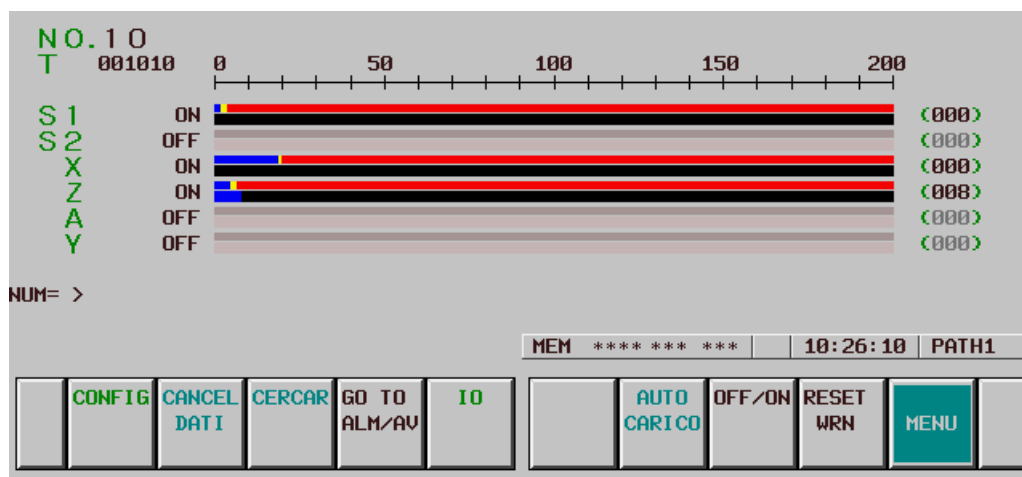 NO.10
T 001010 0 50 100 150 200
S1 ON (000)
S2 OFF (000)
X ON (000)
Z ON (008)
A OFF (000)
Y OFF (000)
NUM= >
MEM **** *** *** 10:26:10 PATH1
CONFIG CANCEL CERCAR GO TO IO AUTO OFF/ON RESET MENU
DATI ALM/AV CARICO WRN